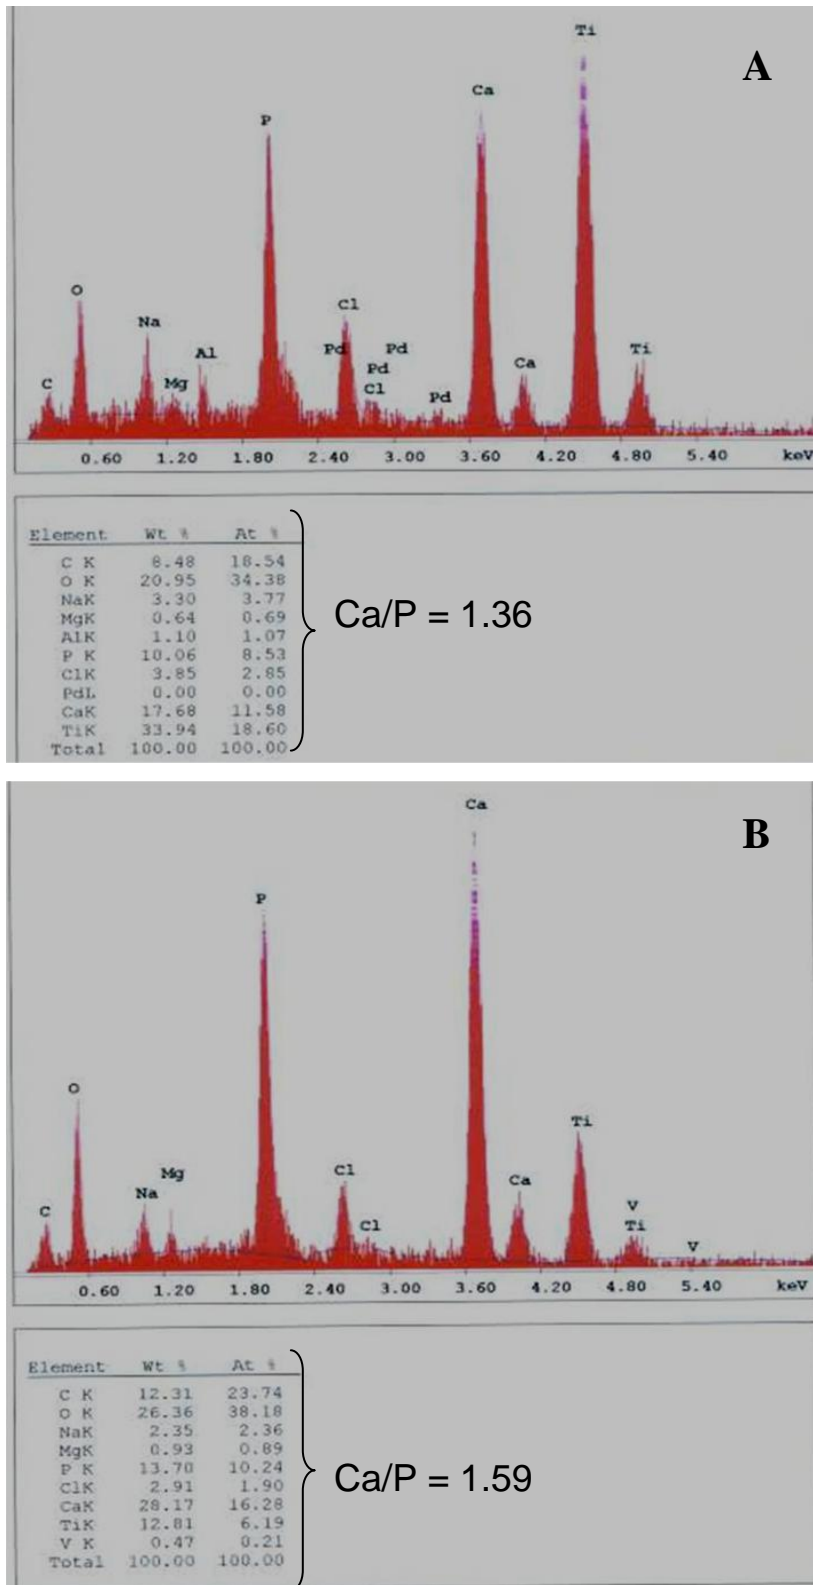 A
Ti
Ca
P
O
Cl
Na
Pd Pd
Al
Pd
Ca
Ti
C
Mg
Cl
Pd
0.60 1.20 1.80 2.40 3.00 3.60 4.20 4.80 5.40 keV
Element Wt % At %
C K 8.48 18.54
O K 20.95 34.38
NaK 3.30 3.77
MgK 0.64 0.69
AlK 1.10 1.07
P K 10.06 8.53
ClK 3.85 2.85
PdL 0.00 0.00
CaK 17.68 11.58
TiK 33.94 18.60
Total 100.00 100.00
Ca/P = 1.36
B
Ca
P
O
Ti
Mg
Cl
Ca
Na
V
C
Cl
Ti
V
0.60 1.20 1.80 2.40 3.00 3.60 4.20 4.80 5.40 keV
Element Wt % At %
C K 12.31 23.74
O K 26.36 38.18
NaK 2.35 2.36
MgK 0.93 0.89
P K 13.70 10.24
ClK 2.91 1.90
CaK 28.17 16.28
TiK 12.81 6.19
V K 0.47 0.21
Total 100.00 100.00
Ca/P = 1.59